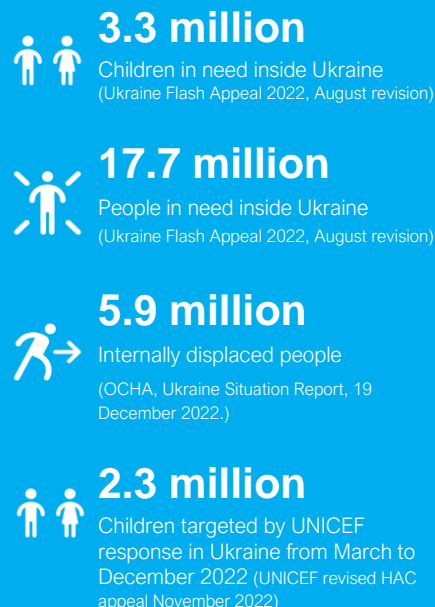 3.3 million
Children in need inside Ukraine
(Ukraine Flash Appeal 2022, August revision)
17.7 million
People in need inside Ukraine
(Ukraine Flash Appeal 2022, August revision)
5.9 million
Internally displaced people
(OCHA, Ukraine Situation Report, 19
December 2022.)
2.3 million
Children targeted by UNICEF
response in Ukraine from March to
December 2022 (UNICEF revised HAC
appeal November 2022)